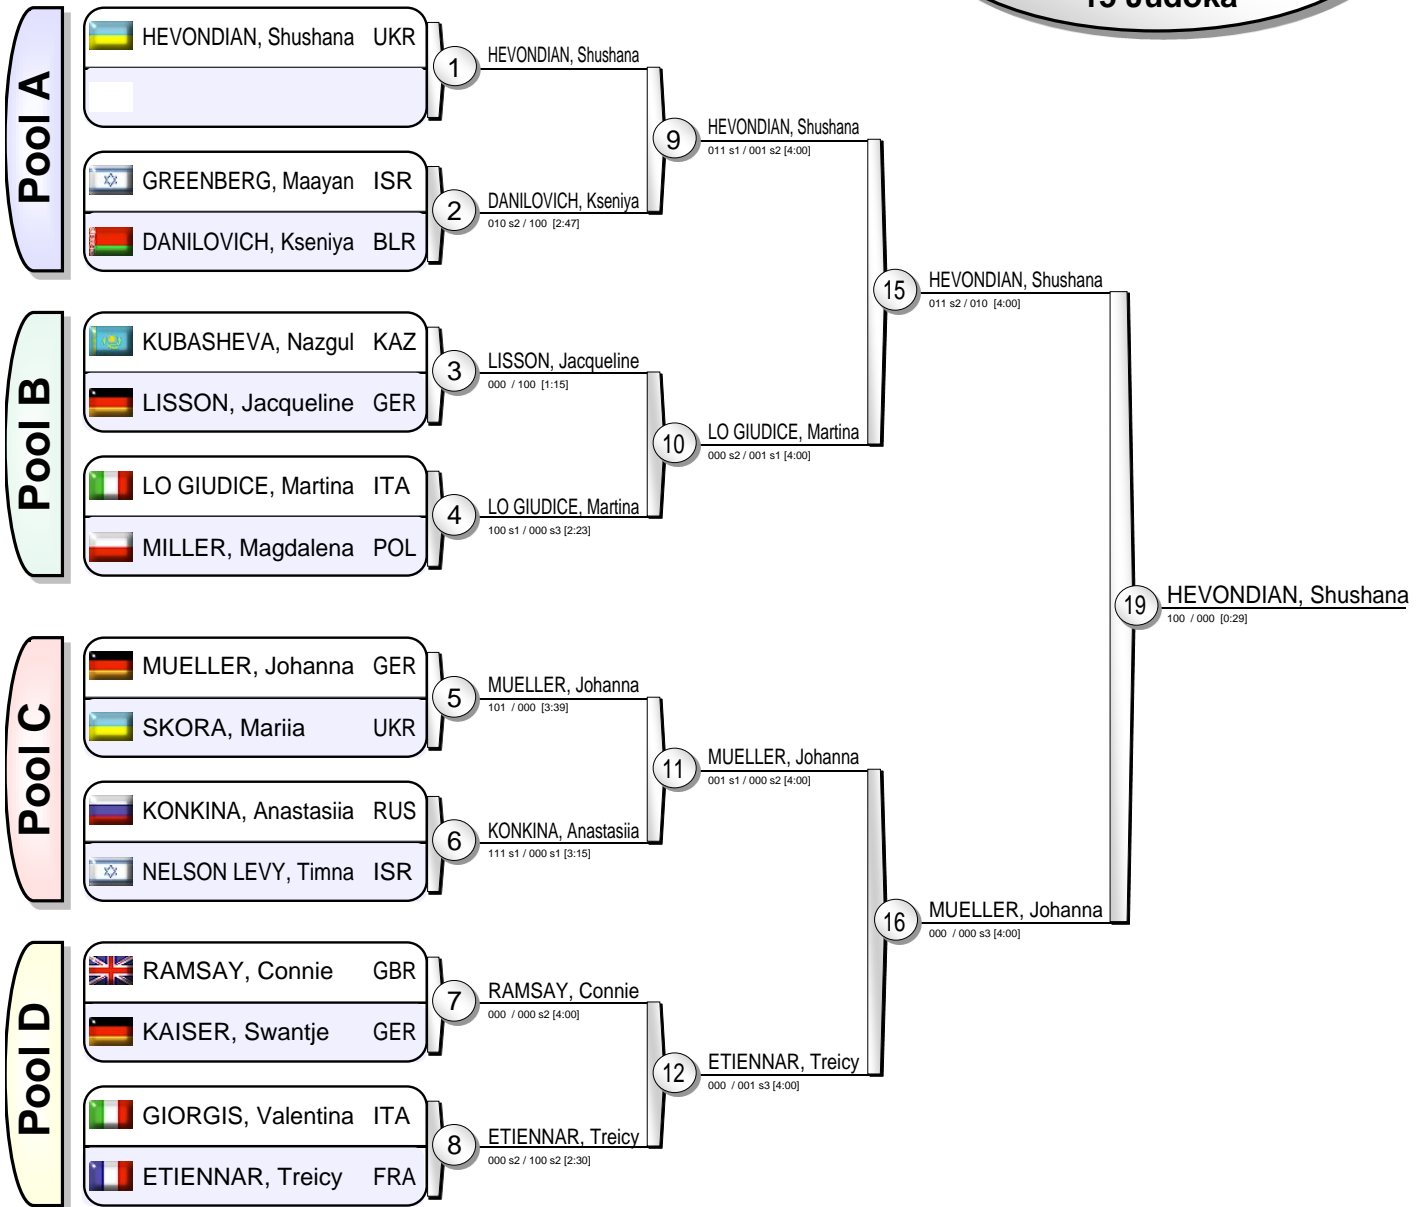 15 Judoka
Pool A
HEVONDIAN, Shushana UKR
GREENBERG, Maayan ISR
DANILOVICH, Kseniya BLR
Pool B
KUBASHEVA, Nazgul KAZ
LISSON, Jacqueline GER
LO GIUDICE, Martina ITA
MILLER, Magdalena POL
Pool C
MUELLER, Johanna GER
SKORA, Mariia UKR
KONKINA, Anastasiia RUS
NELSON LEVY, Timna ISR
Pool D
RAMSAY, Connie GBR
KAISER, Swantje GER
GIORGIS, Valentina ITA
ETIENNAR, Treicy FRA
1
HEVONDIAN, Shushana
2
DANILOVICH, Kseniya
010 s2 / 100 [2:47]
3
LISSON, Jacqueline
000 / 100 [1:15]
4
LO GIUDICE, Martina
100 s1 / 000 s3 [2:23]
5
MUELLER, Johanna
101 / 000 [3:39]
6
KONKINA, Anastasiia
111 s1 / 000 s1 [3:15]
7
RAMSAY, Connie
000 / 000 s2 [4:00]
8
ETIENNAR, Treicy
000 s2 / 100 s2 [2:30]
9
HEVONDIAN, Shushana
011 s1 / 001 s2 [4:00]
10
LO GIUDICE, Martina
000 s2 / 001 s1 [4:00]
11
MUELLER, Johanna
001 s1 / 000 s2 [4:00]
12
ETIENNAR, Treicy
000 / 001 s3 [4:00]
15
HEVONDIAN, Shushana
011 s2 / 010 [4:00]
16
MUELLER, Johanna
000 / 000 s3 [4:00]
19
HEVONDIAN, Shushana
100 / 000 [0:29]